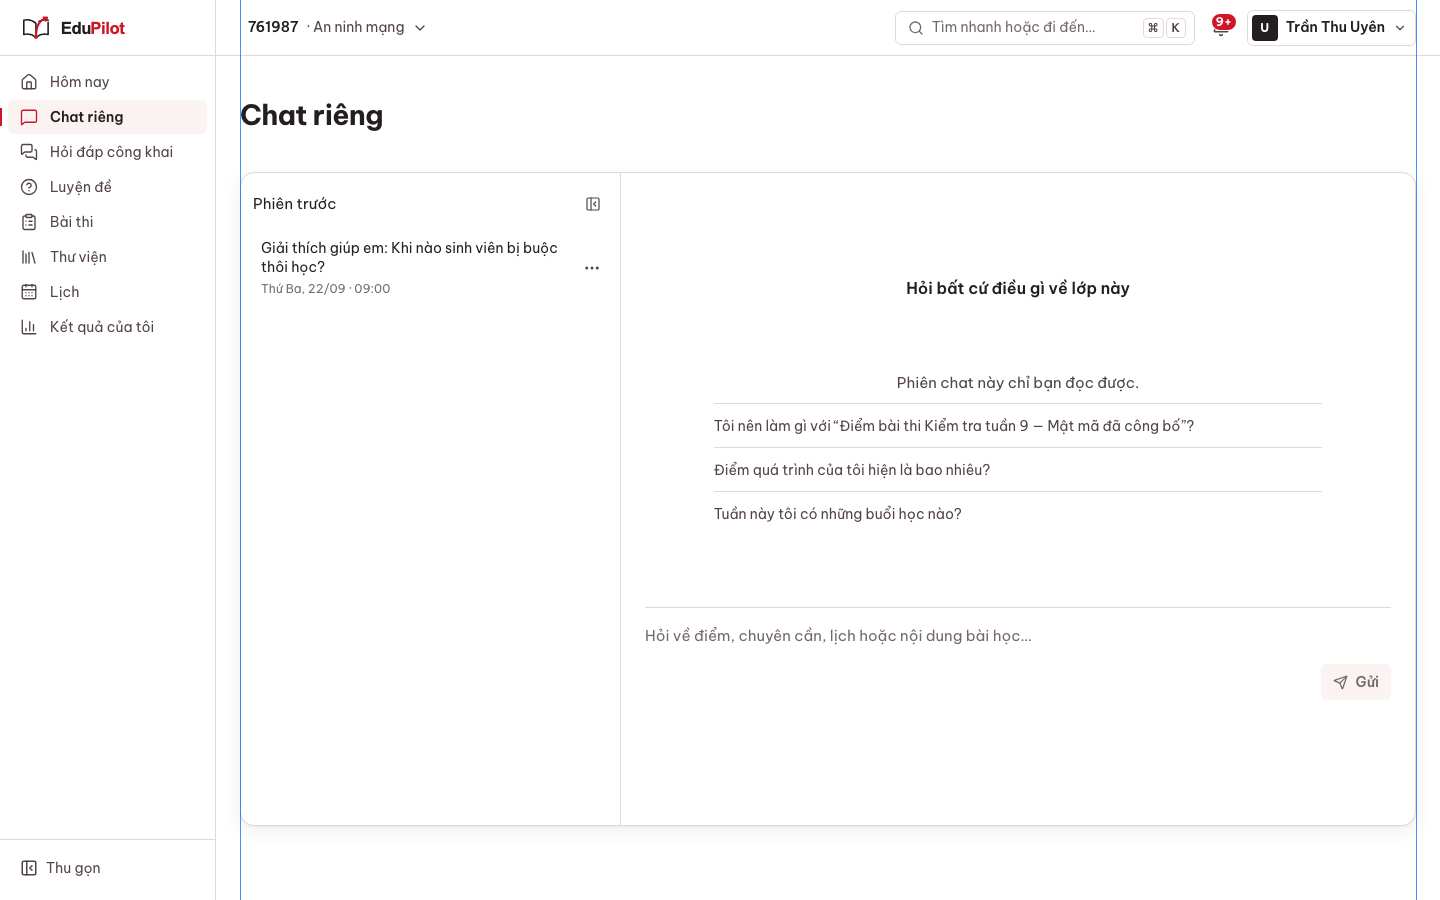 EduPilot
761987 · An ninh mạng
Tìm nhanh hoặc đi đến...
⌘ K
9+
U
Trần Thu Uyên
Hôm nay
Chat riêng
Hỏi đáp công khai
Luyện đề
Bài thi
Thư viện
Lịch
Kết quả của tôi
Thu gọn
Chat riêng
Phiên trước
Giải thích giúp em: Khi nào sinh viên bị buộc
thôi học?
Thứ Ba, 22/09 · 09:00
Hỏi bất cứ điều gì về lớp này
Phiên chat này chỉ bạn đọc được.
Tôi nên làm gì với “Điểm bài thi Kiểm tra tuần 9 — Mật mã đã công bố”?
Điểm quá trình của tôi hiện là bao nhiêu?
Tuần này tôi có những buổi học nào?
Hỏi về điểm, chuyên cần, lịch hoặc nội dung bài học...
Gửi